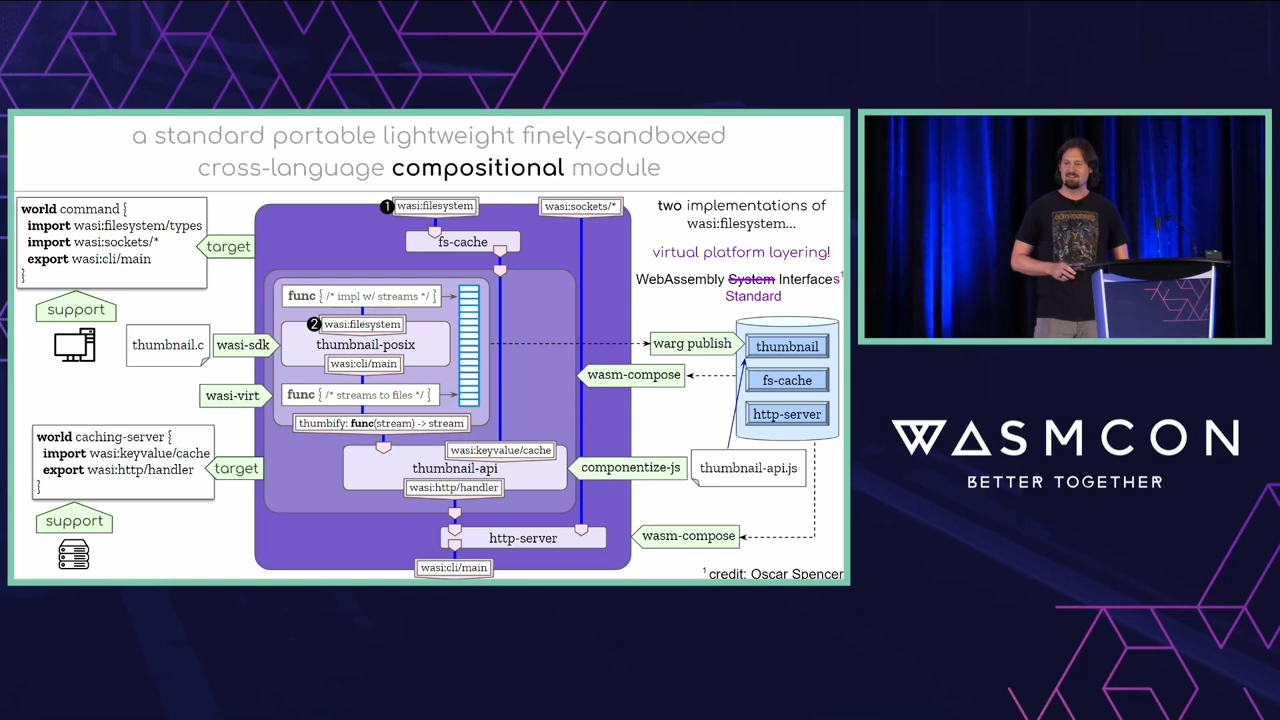 a standard portable lightweight finely-sandboxed
cross-language compositional module
world command {
import wasi:filesystem/types
import wasi:sockets/*
export wasi:cli/main
}
target
support
thumbnail.c
wasi-sdk
wasi-virt
world caching-server {
import wasi:keyvalue/cache
export wasi:http/handler
}
target
support
1 wasi:filesystem
wasi:sockets/*
fs-cache
func { /* impl w/ streams */ }
2 wasi:filesystem
thumbnail-posix
wasi:cli/main
func { /* streams to files */ }
thumbify: func(stream) -> stream
wasi:keyvalue/cache
thumbnail-api
wasi:http/handler
http-server
wasi:cli/main
two implementations of
wasi:filesystem...
virtual platform layering!
WebAssembly System Interfaces¹
Standard
warg publish
wasm-compose
thumbnail
fs-cache
http-server
componentize-js
thumbnail-api.js
wasm-compose
¹ credit: Oscar Spencer
WASMCON
BETTER TOGETHER